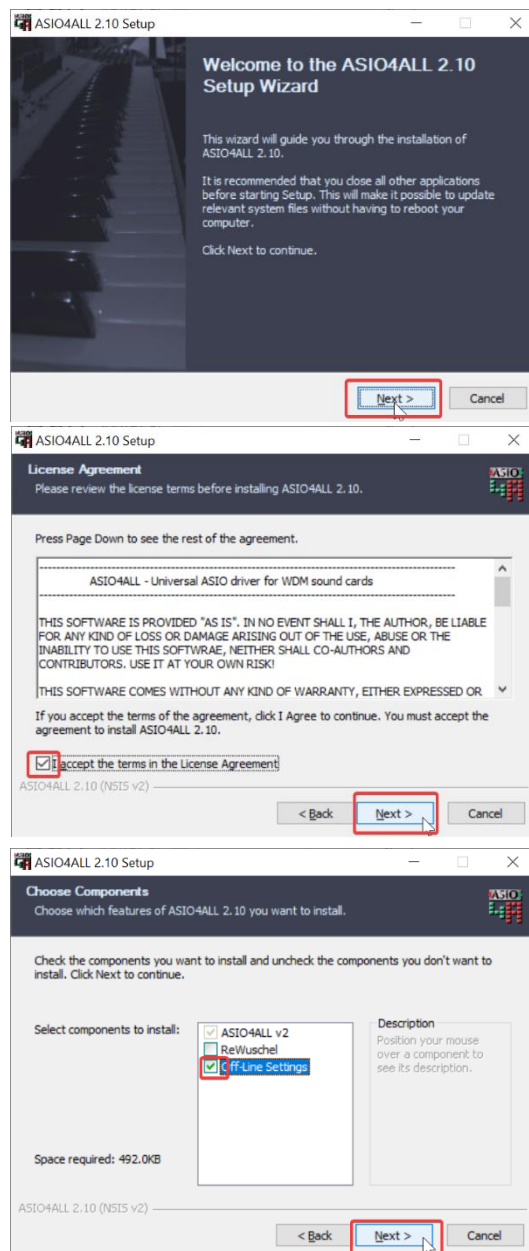 ASIO4ALL 2.10 Setup
Welcome to the ASIO4ALL 2.10
Setup Wizard
This wizard will guide you through the installation of
ASIO4ALL 2.10.
It is recommended that you close all other applications
before starting Setup. This will make it possible to update
relevant system files without having to reboot your
computer.
Click Next to continue.
Next >
Cancel
ASIO4ALL 2.10 Setup
License Agreement
Please review the license terms before installing ASIO4ALL 2.10.
ASIO
Press Page Down to see the rest of the agreement.
ASIO4ALL - Universal ASIO driver for WDM sound cards
THIS SOFTWARE IS PROVIDED "AS IS". IN NO EVENT SHALL I, THE AUTHOR, BE LIABLE
FOR ANY KIND OF LOSS OR DAMAGE ARISING OUT OF THE USE, ABUSE OR THE
INABILITY TO USE THIS SOFTWRAE, NEITHER SHALL CO-AUTHORS AND
CONTRIBUTORS. USE IT AT YOUR OWN RISK!
THIS SOFTWARE COMES WITHOUT ANY KIND OF WARRANTY, EITHER EXPRESSED OR
If you accept the terms of the agreement, click I Agree to continue. You must accept the
agreement to install ASIO4ALL 2.10.
I accept the terms in the License Agreement
ASIO4ALL 2.10 (NSIS v2)
< Back
Next >
Cancel
ASIO4ALL 2.10 Setup
Choose Components
Choose which features of ASIO4ALL 2.10 you want to install.
ASIO
Check the components you want to install and uncheck the components you don't want to
install. Click Next to continue.
Select components to install:
ASIO4ALL v2
ReWuschel
Off-Line Settings
Description
Position your mouse
over a component to
see its description.
Space required: 492.0KB
ASIO4ALL 2.10 (NSIS v2)
< Back
Next >
Cancel